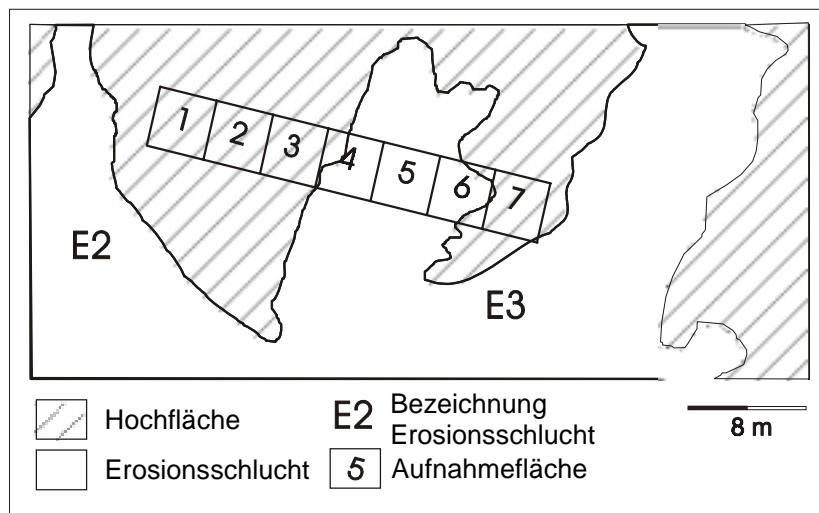 1 2 3 4 5 6 7
E2
E3
Hochfläche
E2 Bezeichnung
Erosionsschlucht
Erosionsschlucht
5 Aufnahmefläche
8 m